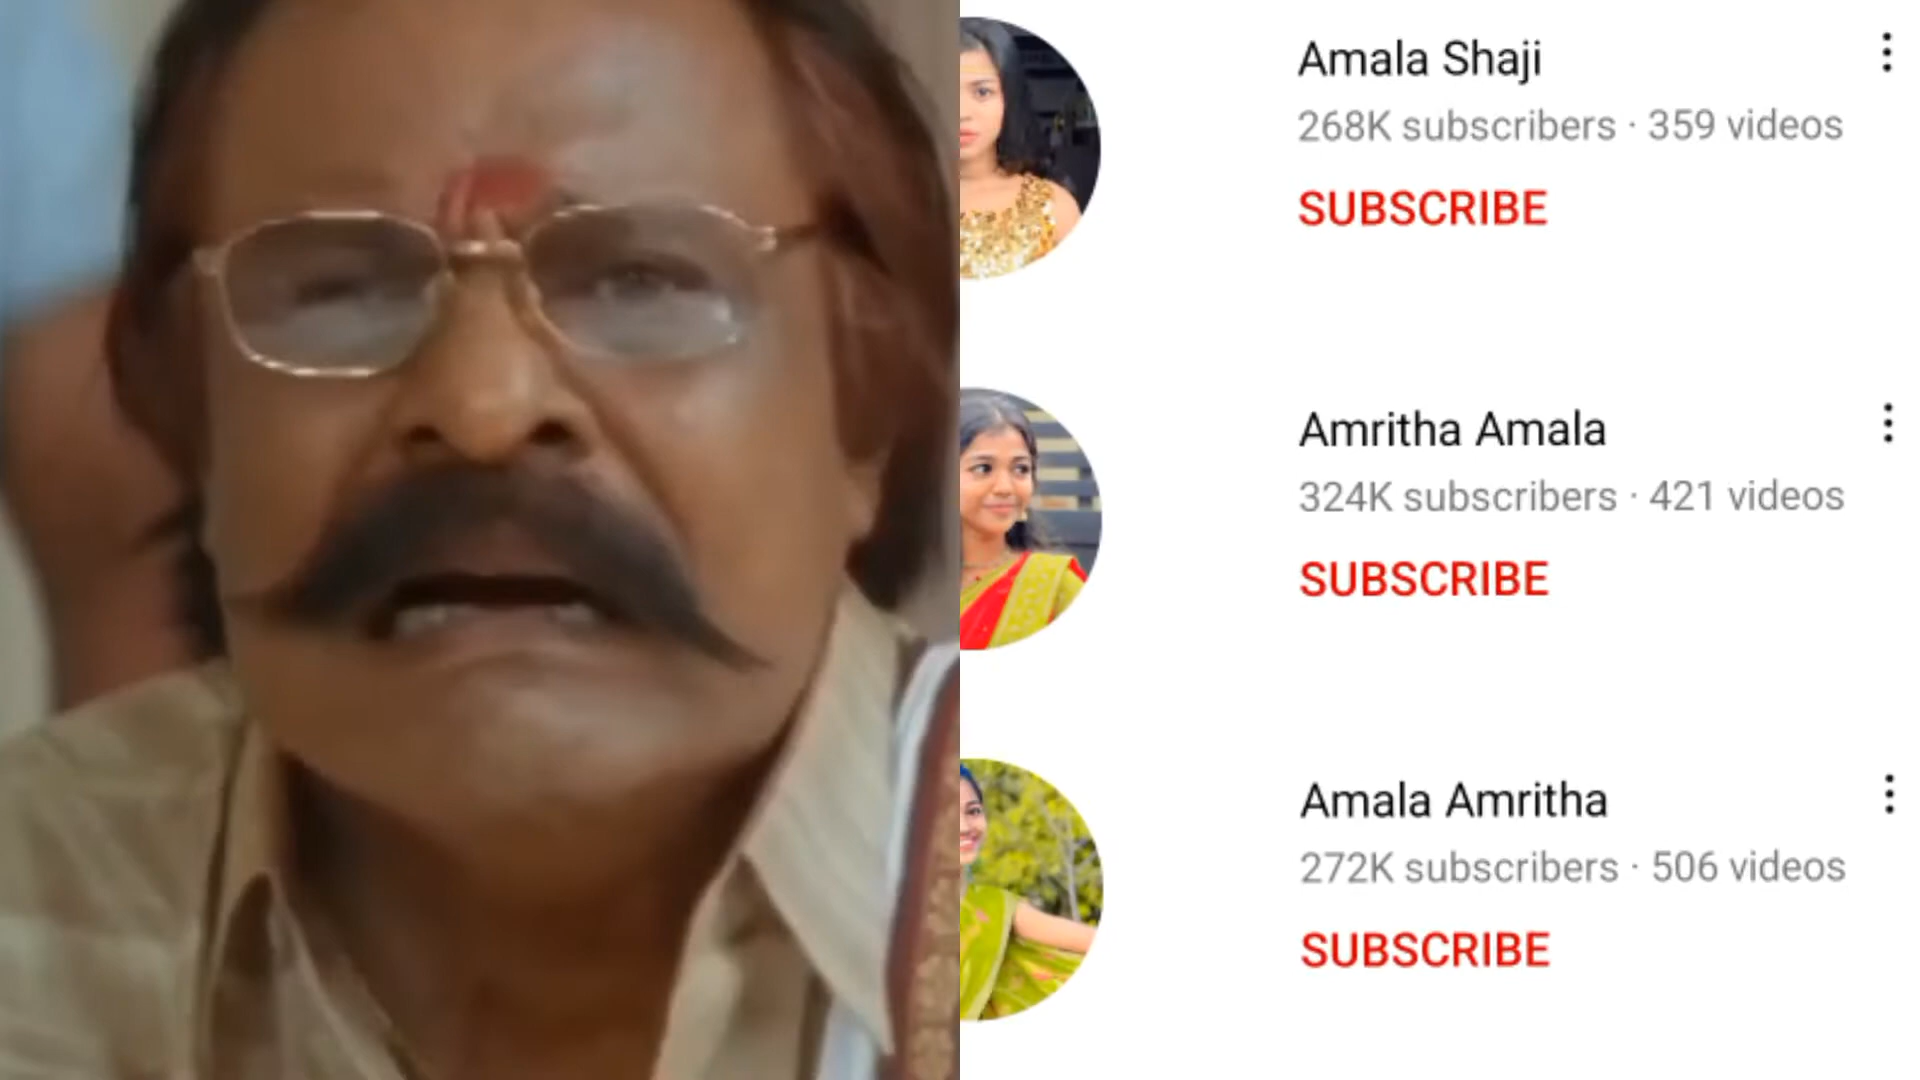 Amala Shaji
268K subscribers · 359 videos
SUBSCRIBE
Amritha Amala
324K subscribers · 421 videos
SUBSCRIBE
Amala Amritha
272K subscribers · 506 videos
SUBSCRIBE